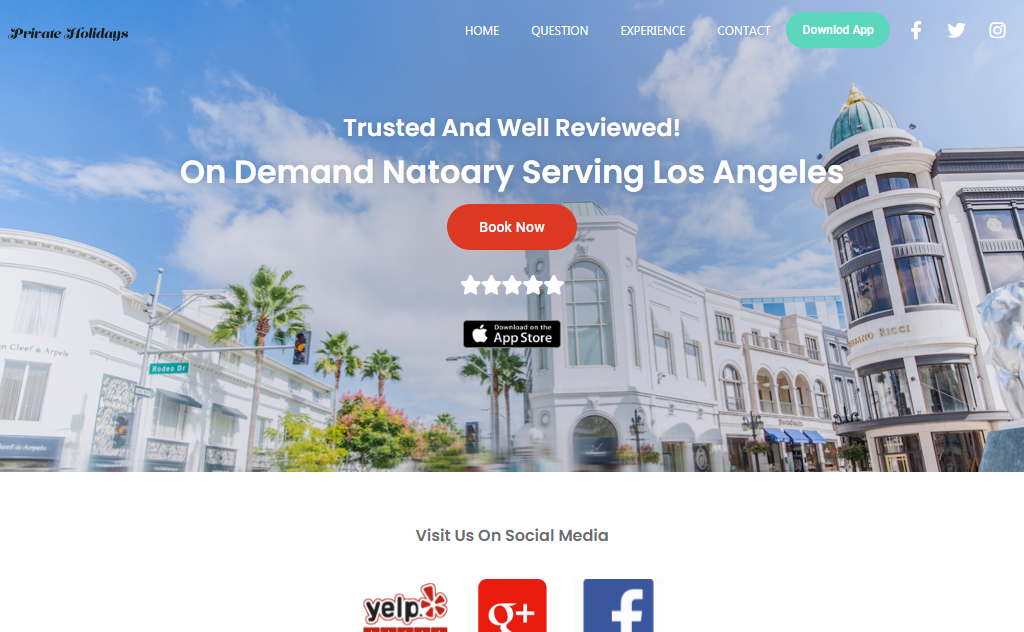 Private Holidays
HOME
QUESTION
EXPERIENCE
CONTACT
Downlod App
Trusted And Well Reviewed!
On Demand Natoary Serving Los Angeles
Book Now
Download on the
App Store
Cleef & Arpels
Rodeo Dr
RICCI
Visit Us On Social Media
yelp
g+
f